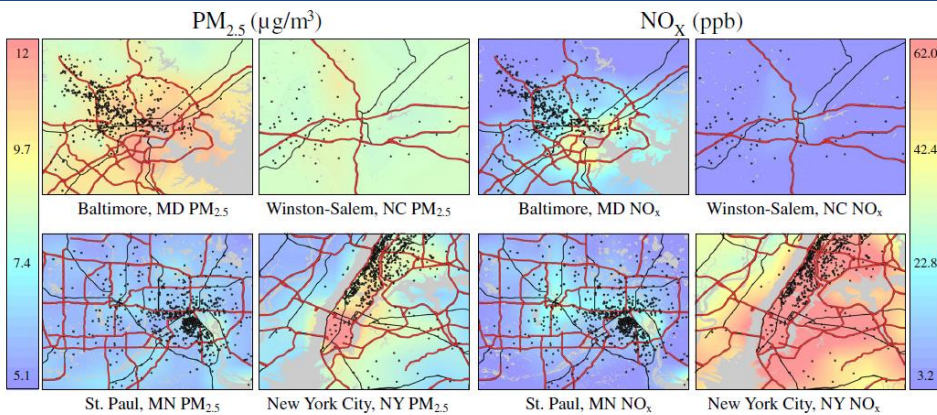 PM2.5 (µg/m³) NOX (ppb)
12 62.0
9.7 42.4
Baltimore, MD PM2.5 Winston-Salem, NC PM2.5 Baltimore, MD NOx Winston-Salem, NC NOx
7.4 22.8
5.1 3.2
St. Paul, MN PM2.5 New York City, NY PM2.5 St. Paul, MN NOx New York City, NY NOx